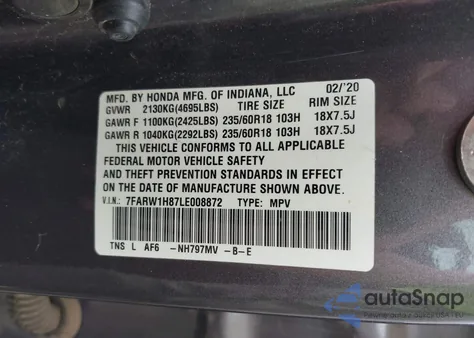 MFD. BY HONDA MFG. OF INDIANA, LLC 02/'20
GVWR 2130KG(4695LBS) TIRE SIZE RIM SIZE
GAWR F 1100KG(2425LBS) 235/60R18 103H 18X7.5J
GAWR R 1040KG(2292LBS) 235/60R18 103H 18X7.5J
THIS VEHICLE CONFORMS TO ALL APPLICABLE
FEDERAL MOTOR VEHICLE SAFETY
AND THEFT PREVENTION STANDARDS IN EFFECT
ON THE DATE OF MANUFACTURE SHOWN ABOVE.
V.I.N.: 7FARW1H87LE008872 TYPE: MPV
TNS L AF6 -NH797MV -B-E
autoSnap